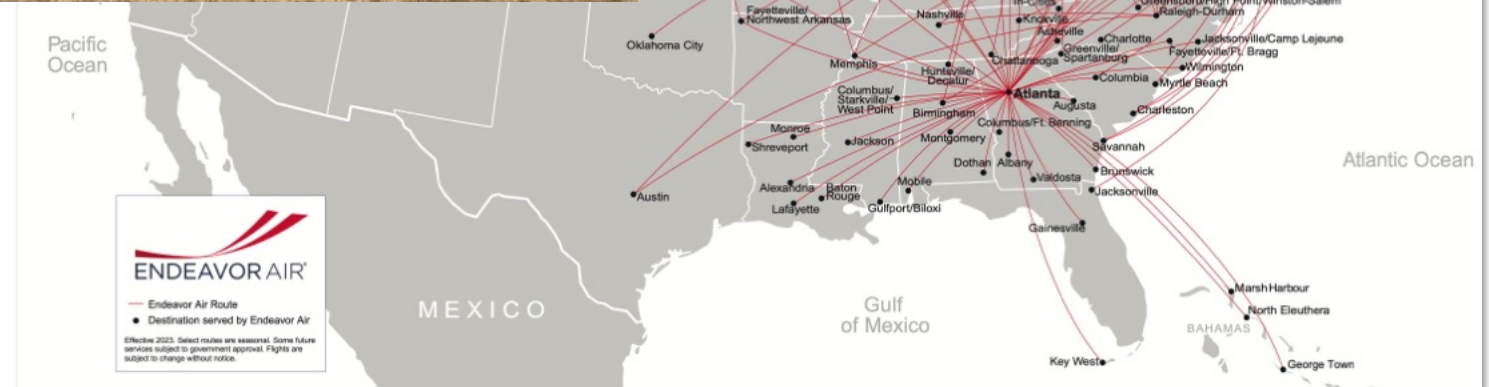 Pacific
Ocean
Oklahoma City
Fayetteville/
Northwest Arkansas
Nashville
Knoxville
Greensboro/High Point/Winston-Salem
Raleigh-Durham
Asheville
Charlotte
Jacksonville/Camp Lejeune
Fayetteville/Ft. Bragg
Greenville/
Spartanburg
Chattanooga
Memphis
Huntsville/
Decatur
Wilmington
Columbia
Myrtle Beach
Columbus/
Starkville/
West Point
Atlanta
Augusta
Birmingham
Charleston
Columbus/Ft. Benning
Monroe
Shreveport
Jackson
Montgomery
Savannah
Atlantic Ocean
Dothan
Albany
Brunswick
Valdosta
Jacksonville
Austin
Alexandria
Baton
Rouge
Mobile
Lafayette
Gulfport/Biloxi
Gainesville
ENDEAVOR AIR
Endeavor Air Route
Destination served by Endeavor Air
Effective 2023. Select routes are seasonal. Some future
services subject to government approval. Flights are
subject to change without notice.
MEXICO
Gulf
of Mexico
Marsh Harbour
North Eleuthera
BAHAMAS
Key West
George Town